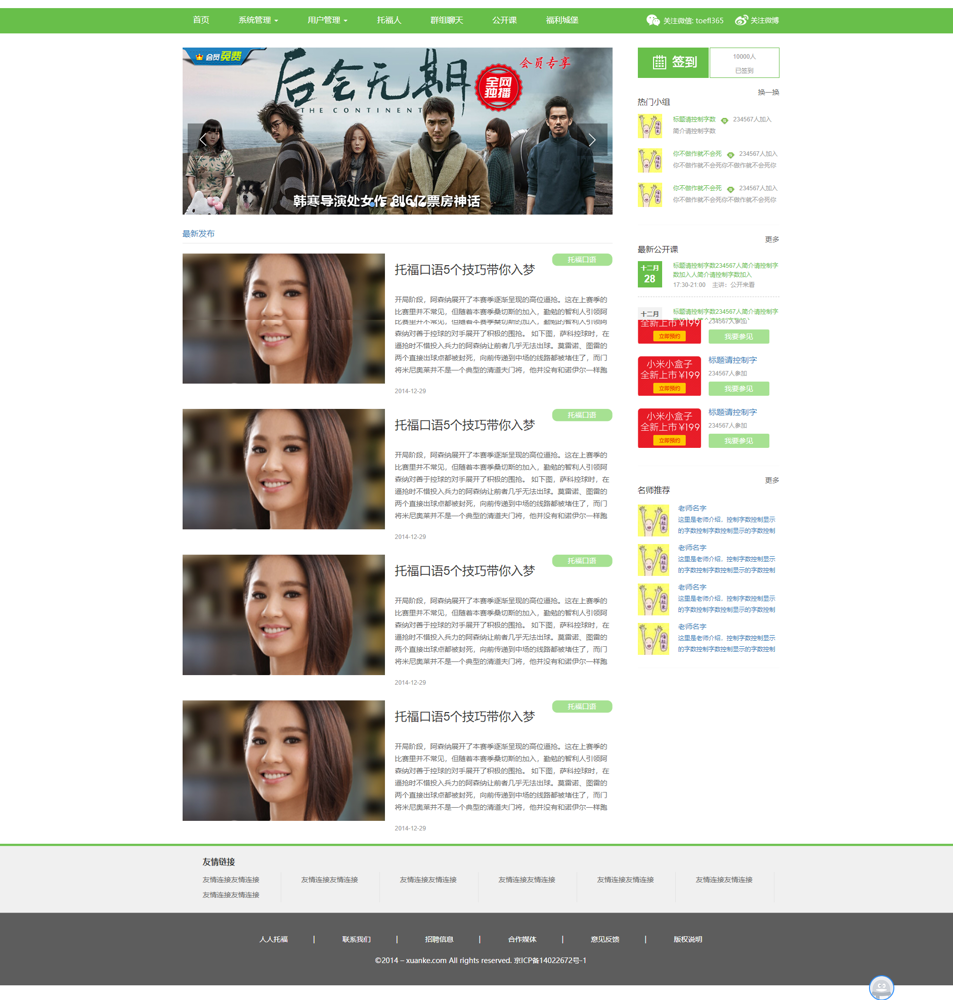 首页 系统管理 用户管理 托福人 群组聊天 公开课 福利城堡 关注微信: toefl365 关注微博
会员免费
后会无期
THE CONTINENT
会员专享
全网
独播
韩寒导演处女作 创6亿票房神话
签到
10000人
已签到
换一换
热门小组
标题请控制字数 5 234567人加入
简介请控制字数
你不做作就不会死 5 234567人加入
你不做作就不会死你不做作就不会死你
你不做作就不会死 5 234567人加入
你不做作就不会死你不做作就不会死你
更多
最新公开课
十二月
28
标题请控制字数234567人简介请控制字
数加入人简介请控制字数加入
17:30-21:00 主讲：公开来看
十二月
标题请控制字数234567人简介请控制字
数加入人简介请控制字数加入
全新上市¥199
立即预约
234567人参加
我要参见
小米小盒子
全新上市¥199
立即预约
标题请控制字
234567人参加
我要参见
小米小盒子
全新上市¥199
立即预约
标题请控制字
234567人参加
我要参见
更多
名师推荐
嗨起来
老师名字
这里是老师介绍，控制字数控制显示
的字数控制字数控制显示的字数控制
嗨起来
老师名字
这里是老师介绍，控制字数控制显示
的字数控制字数控制显示的字数控制
嗨起来
老师名字
这里是老师介绍，控制字数控制显示
的字数控制字数控制显示的字数控制
嗨起来
老师名字
这里是老师介绍，控制字数控制显示
的字数控制字数控制显示的字数控制
最新发布
托福口语
托福口语5个技巧带你入梦
开局阶段，阿森纳展开了本赛季逐渐呈现的高位逼抢。这在上赛季的
比赛里并不常见，但随着本赛季桑切斯的加入，勤勉的智利人引领阿
比赛里并不常见，但随着本赛季桑切斯的加入，勤勉的智利人引领阿
森纳对善于控球的对手展开了积极的围抢。 如下图，萨科控球时，在
逼抢时不惜投入兵力的阿森纳让前者几乎无法出球。莫雷诺、图雷的
两个直接出球点都被封死，向前传递到中场的线路都被堵住了，而门
将米尼奥莱并不是一个典型的清道夫门将，他并没有和诺伊尔一样跑
2014-12-29
托福口语
托福口语5个技巧带你入梦
开局阶段，阿森纳展开了本赛季逐渐呈现的高位逼抢。这在上赛季的
比赛里并不常见，但随着本赛季桑切斯的加入，勤勉的智利人引领阿
森纳对善于控球的对手展开了积极的围抢。 如下图，萨科控球时，在
逼抢时不惜投入兵力的阿森纳让前者几乎无法出球。莫雷诺、图雷的
两个直接出球点都被封死，向前传递到中场的线路都被堵住了，而门
将米尼奥莱并不是一个典型的清道夫门将，他并没有和诺伊尔一样跑
2014-12-29
托福口语
托福口语5个技巧带你入梦
开局阶段，阿森纳展开了本赛季逐渐呈现的高位逼抢。这在上赛季的
比赛里并不常见，但随着本赛季桑切斯的加入，勤勉的智利人引领阿
森纳对善于控球的对手展开了积极的围抢。 如下图，萨科控球时，在
逼抢时不惜投入兵力的阿森纳让前者几乎无法出球。莫雷诺、图雷的
两个直接出球点都被封死，向前传递到中场的线路都被堵住了，而门
将米尼奥莱并不是一个典型的清道夫门将，他并没有和诺伊尔一样跑
2014-12-29
托福口语
托福口语5个技巧带你入梦
开局阶段，阿森纳展开了本赛季逐渐呈现的高位逼抢。这在上赛季的
比赛里并不常见，但随着本赛季桑切斯的加入，勤勉的智利人引领阿
森纳对善于控球的对手展开了积极的围抢。 如下图，萨科控球时，在
逼抢时不惜投入兵力的阿森纳让前者几乎无法出球。莫雷诺、图雷的
两个直接出球点都被封死，向前传递到中场的线路都被堵住了，而门
将米尼奥莱并不是一个典型的清道夫门将，他并没有和诺伊尔一样跑
2014-12-29
友情链接
友情连接友情连接 友情连接友情连接 友情连接友情连接 友情连接友情连接 友情连接友情连接 友情连接友情连接
友情连接友情连接
人人托福 | 联系我们 | 招聘信息 | 合作媒体 | 意见反馈 | 版权说明
©2014 – xuanke.com All rights reserved. 京ICP备14022672号-1